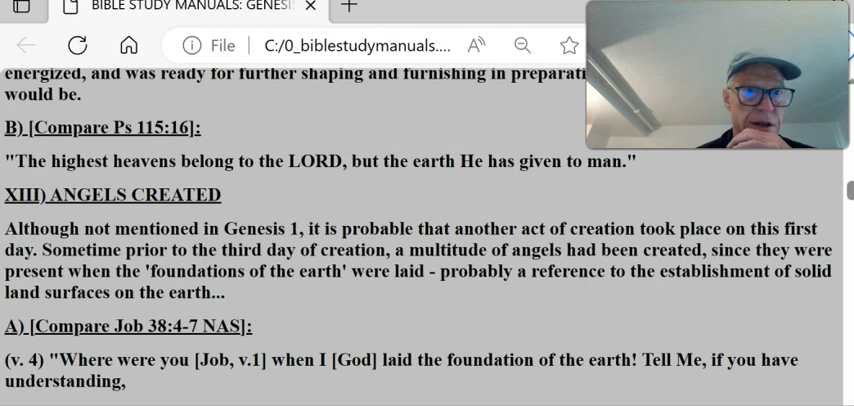 BIBLE STUDY MANUALS: GENESI
File C:/0_biblestudymanuals....
energized, and was ready for further shaping and furnishing in preparati
would be.
B) [Compare Ps 115:16]:
"The highest heavens belong to the LORD, but the earth He has given to man."
XIII) ANGELS CREATED
Although not mentioned in Genesis 1, it is probable that another act of creation took place on this first
day. Sometime prior to the third day of creation, a multitude of angels had been created, since they were
present when the 'foundations of the earth' were laid - probably a reference to the establishment of solid
land surfaces on the earth...
A) [Compare Job 38:4-7 NAS]:
(v. 4) "Where were you [Job, v.1] when I [God] laid the foundation of the earth! Tell Me, if you have
understanding,